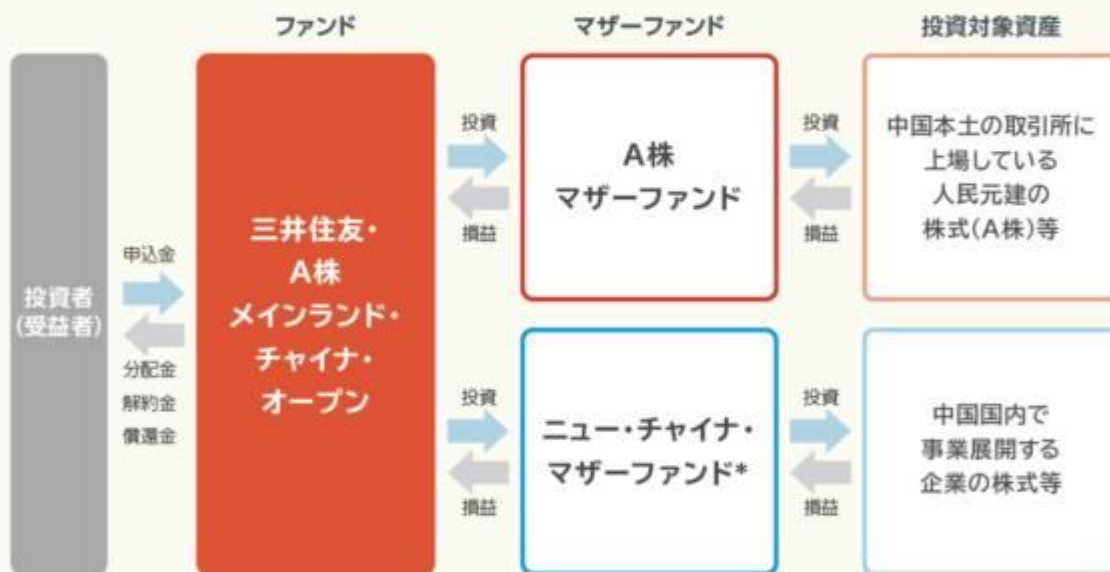 ファンド
マザーファンド
投資対象資産
投資者
(受益者)
申込金
分配金
解約金
償還金
三井住友・
A株
メインランド・
チャイナ・
オープン
投資
損益
A株
マザーファンド
投資
損益
中国本土の取引所に
上場している
人民元建の
株式(A株)等
投資
損益
ニュー・チャイナ・
マザーファンド*
投資
損益
中国国内で
事業展開する
企業の株式等